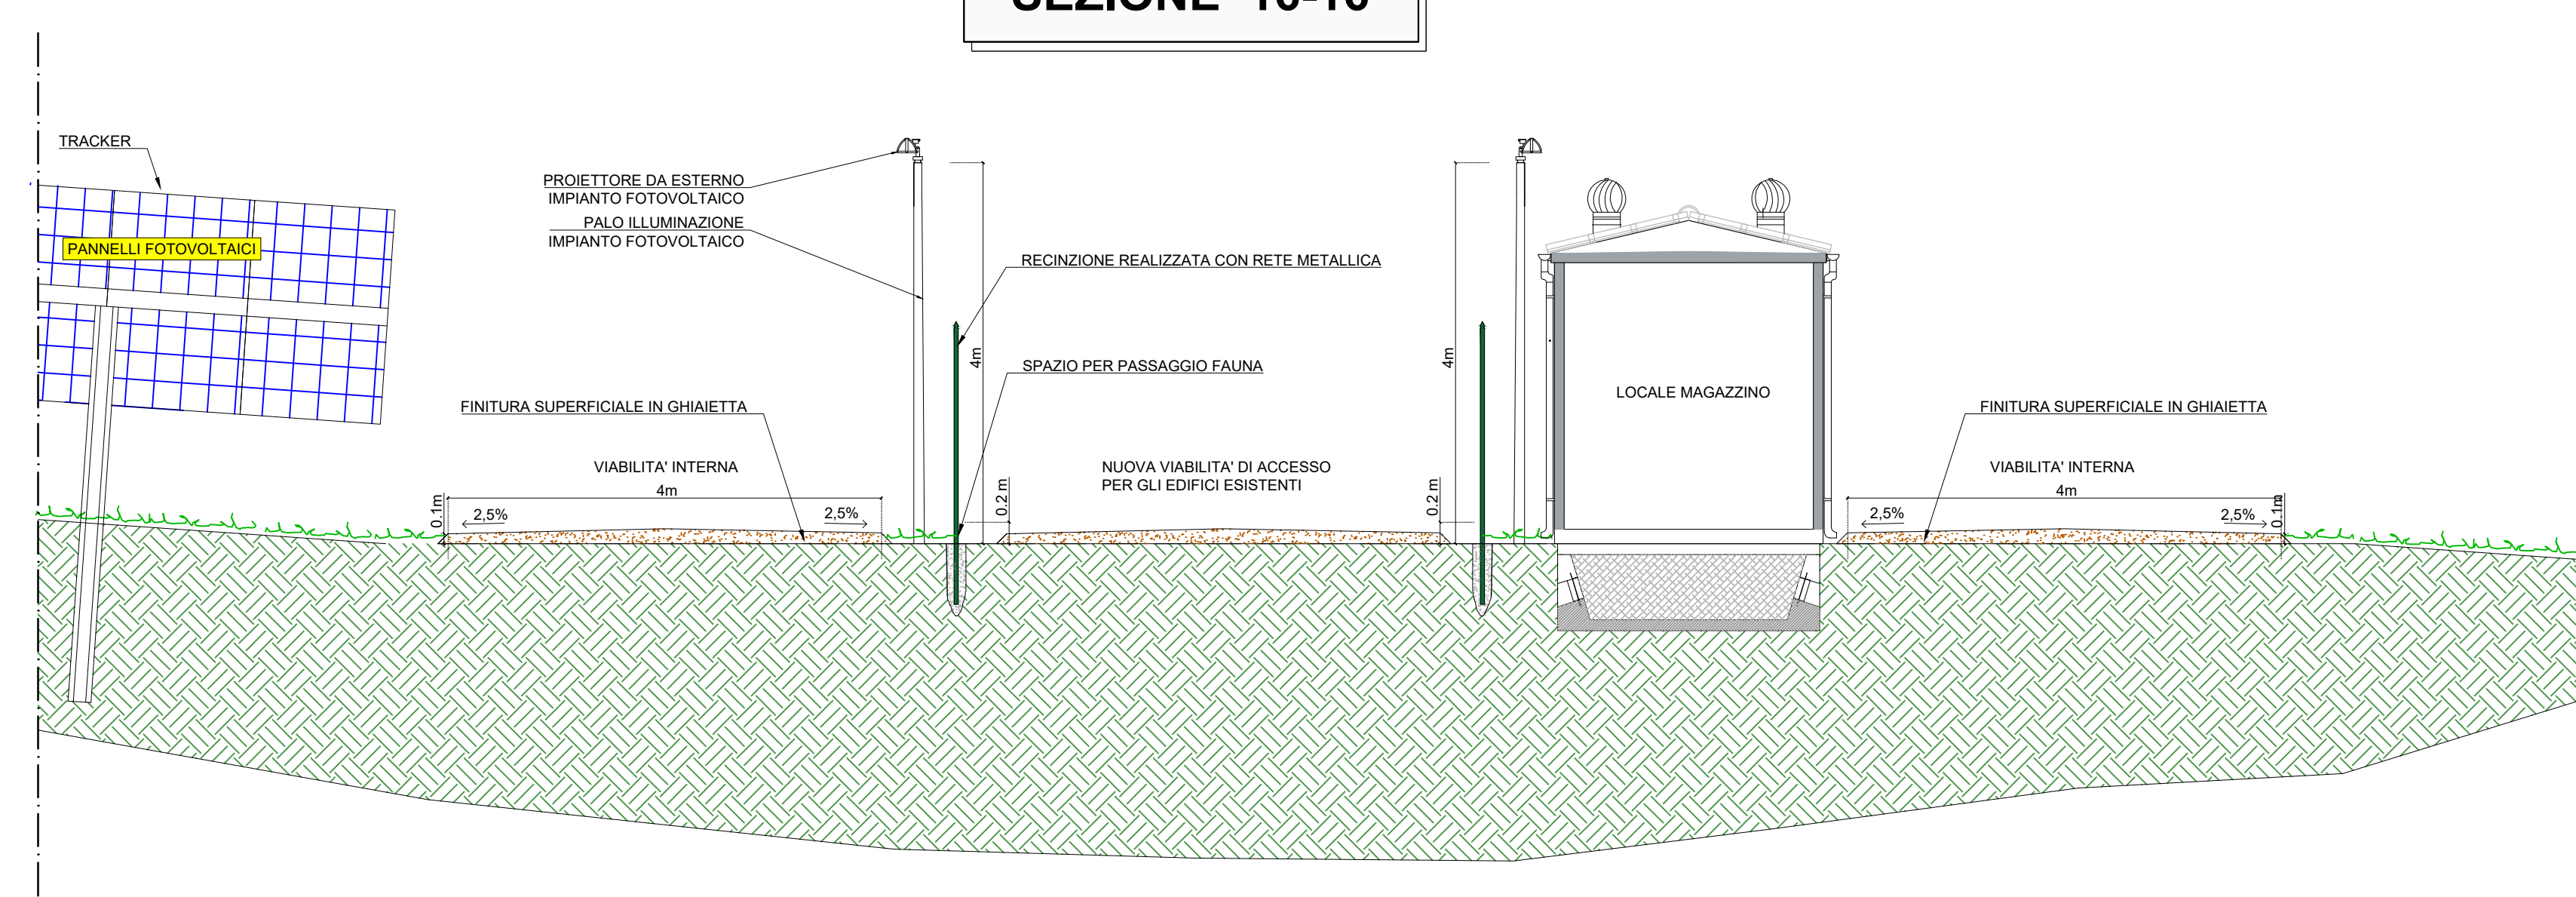 SEZIONE 16-16
TRACKER
PANNELLI FOTOVOLTAICI
PROIETTORE DA ESTERNO
IMPIANTO FOTOVOLTAICO
PALO ILLUMINAZIONE
IMPIANTO FOTOVOLTAICO
RECINZIONE REALIZZATA CON RETE METALLICA
SPAZIO PER PASSAGGIO FAUNA
4m
4m
FINITURA SUPERFICIALE IN GHIAIETTA
VIABILITA' INTERNA
4m
0.1m
2,5%
2,5%
0.2 m
NUOVA VIABILITA' DI ACCESSO
PER GLI EDIFICI ESISTENTI
0.2 m
LOCALE MAGAZZINO
FINITURA SUPERFICIALE IN GHIAIETTA
VIABILITA' INTERNA
4m
2,5%
2,5%
0.1m